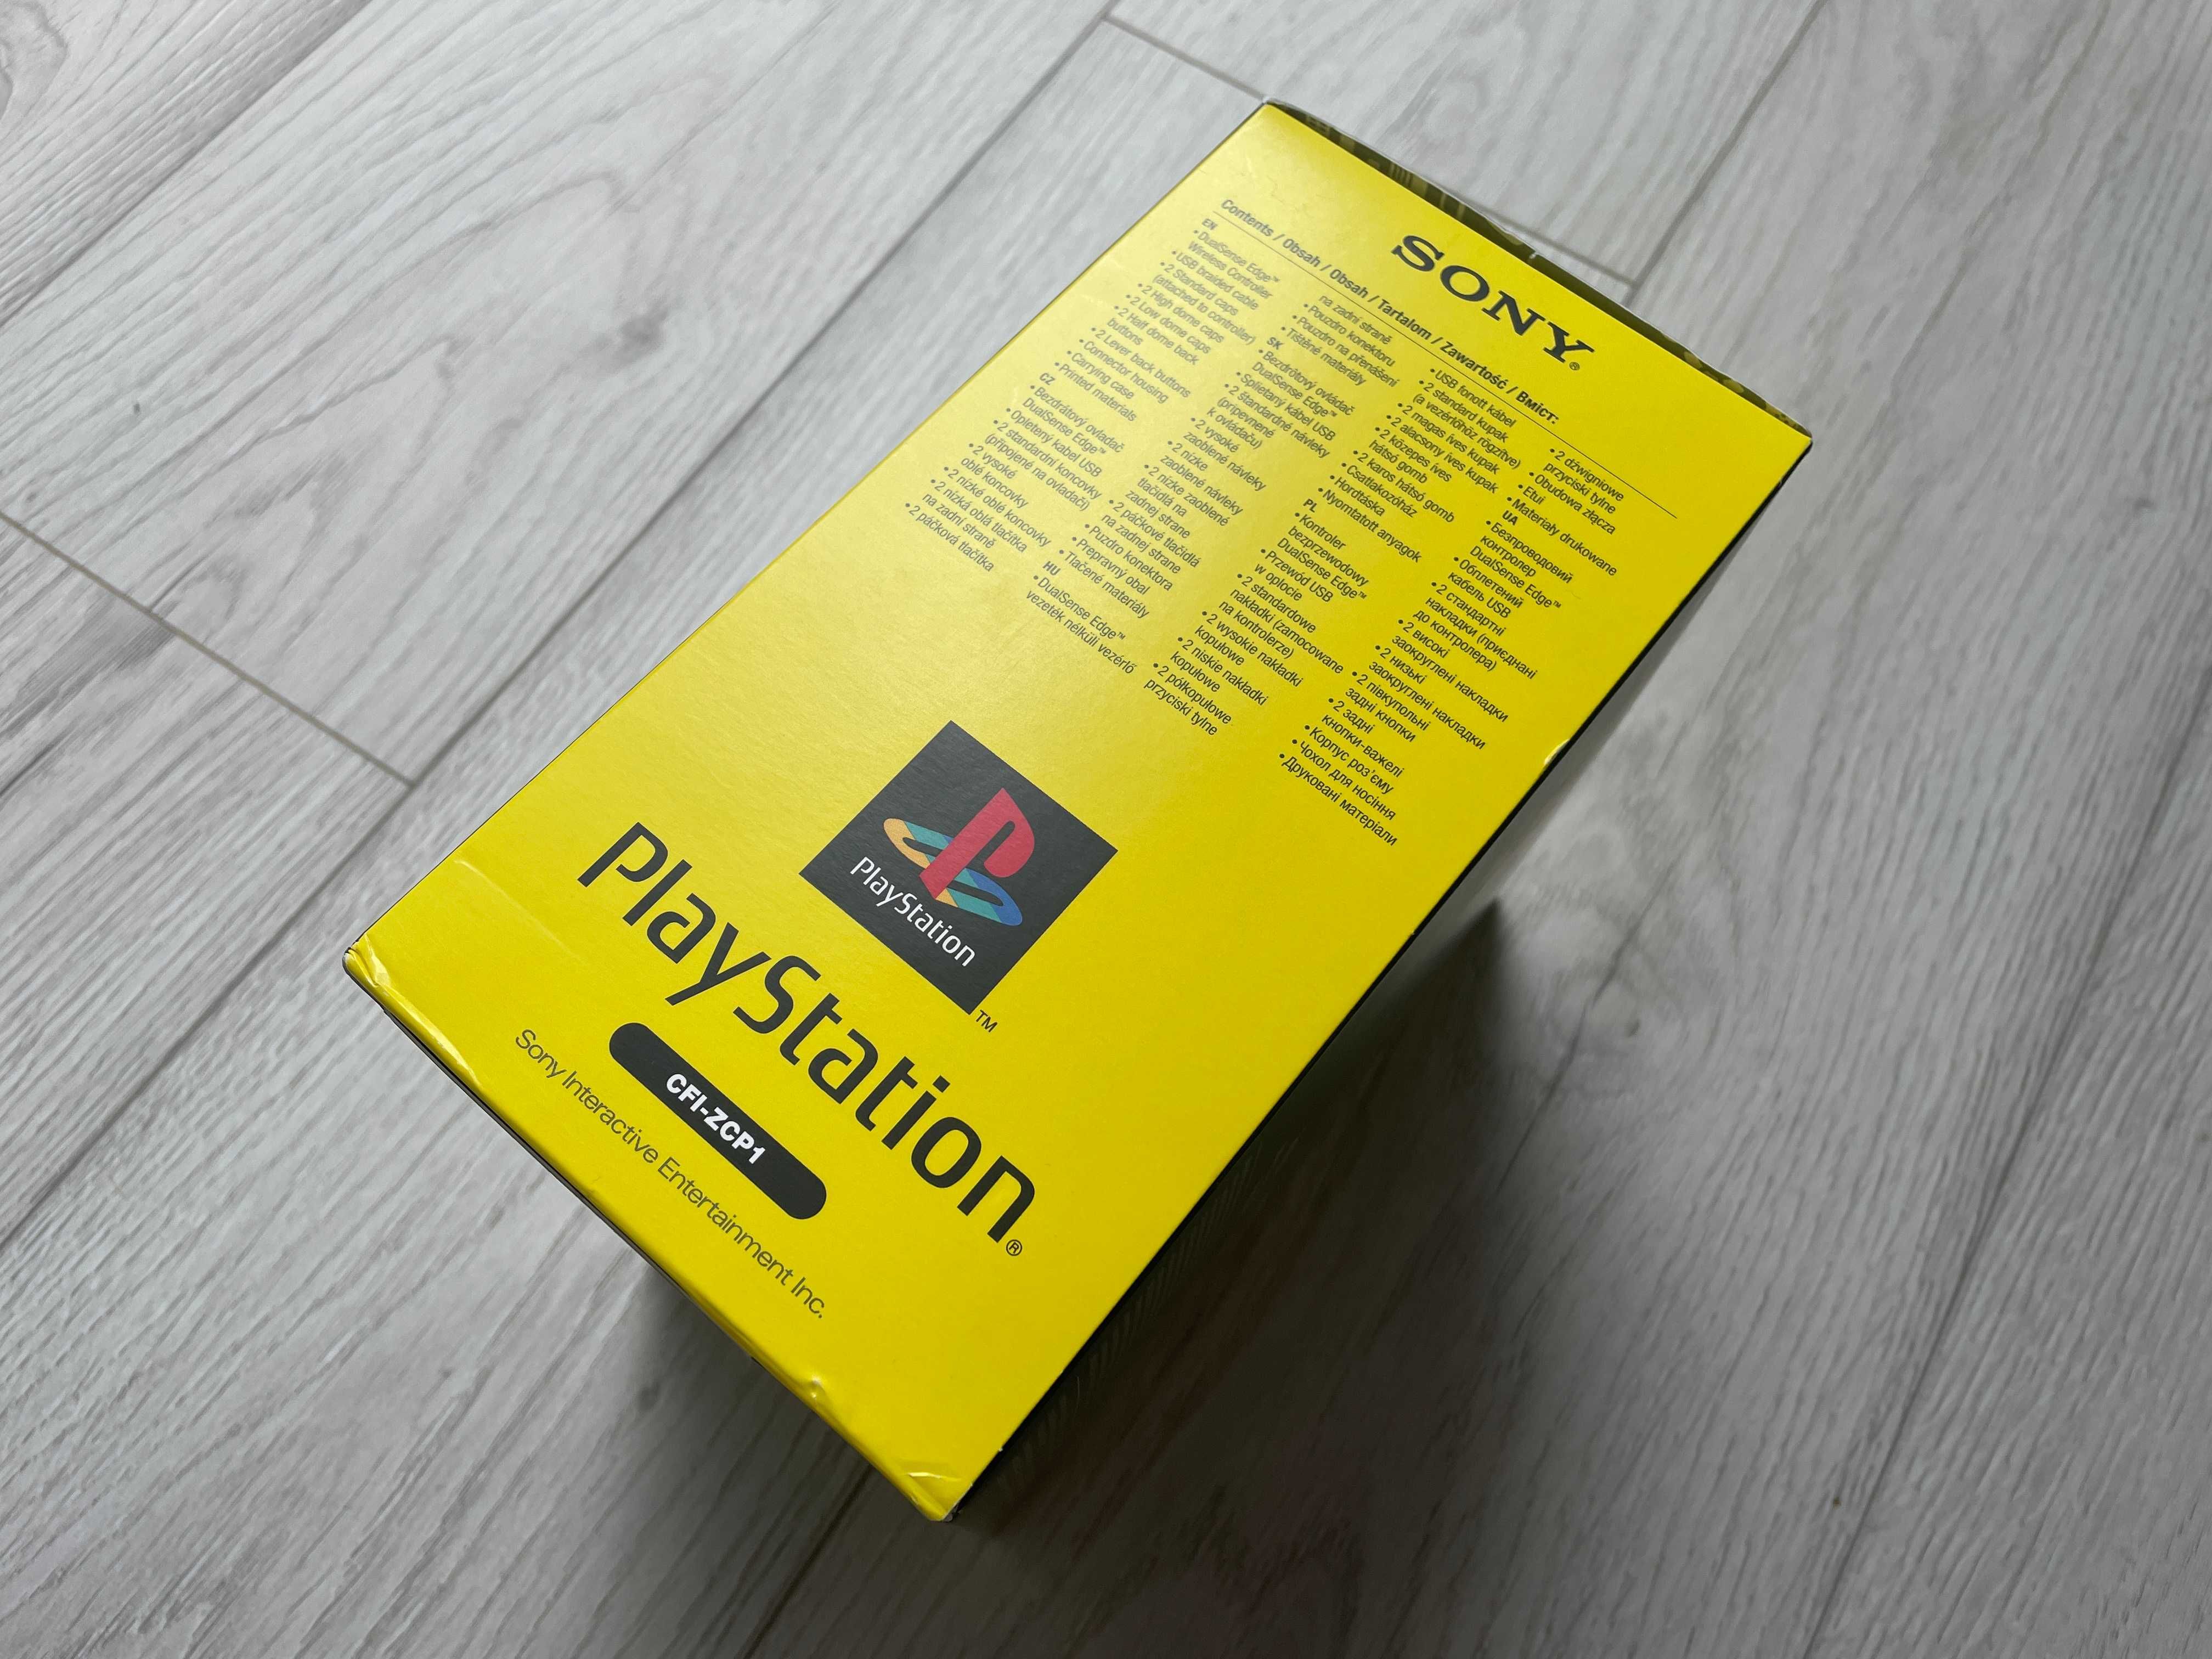 SONY®
Contents / Obsah / Obsah / Tartalom / Zawartość / Вміст:
EN
• DualSense Edge™
Wireless Controller
• USB braided cable
• 2 Standard caps
(attached to controller)
• 2 High dome caps
• 2 Low dome caps
• 2 Half dome back
buttons
• 2 Lever back buttons
• Connector housing
• Carrying case
• Printed materials
CZ
• Bezdrátový ovladač
DualSense Edge™
• Opletený kabel USB
• 2 standardní koncovky
(připojené na ovladači)
• 2 vysoké
oblé koncovky
• 2 nízké oblé koncovky
• 2 nízká oblá tlačítka
na zadní straně
• 2 páčková tlačítka
na zadní straně
• Pouzdro konektoru
• Pouzdro na přenášení
• Tištěné materiály
SK
• Bezdrôtový ovládač
DualSense Edge™
• Spletaný kábel USB
• 2 štandardné návleky
(pripevnené
k ovládaču)
• 2 vysoké
zaoblené návleky
• 2 nízke
zaoblené návleky
• 2 nízke zaoblené
tlačidlá na
zadnej strane
• 2 páčkové tlačidlá
na zadnej strane
• Puzdro konektora
• Prepravný obal
• Tlačené materiály
HU
• DualSense Edge™
vezeték nélküli vezérlő
• USB fonott kábel
• 2 standard kupak
(a vezérlőhöz rögzítve)
• 2 magas íves kupak
• 2 alacsony íves kupak
• 2 közepes íves
hátsó gomb
• 2 karos hátsó gomb
• Csatlakozóház
• Hordtáska
• Nyomtatott anyagok
PL
• Kontroler
bezprzewodowy
DualSense Edge™
• Przewód USB
w oplocie
• 2 standardowe
nakładki (zamocowane
na kontrolerze)
• 2 wysokie nakładki
kopułowe
• 2 niskie nakładki
kopułowe
• 2 półkopułowe
przyciski tylne
• 2 dźwigniowe
przyciski tylne
• Obudowa złącza
• Etui
• Materiały drukowane
UA
• Безпроводовий
контролер
DualSense Edge™
• Обплетений
кабель USB
• 2 стандартні
накладки (приєднані
до контролера)
• 2 високі
заокруглені накладки
• 2 низькі
заокруглені накладки
• 2 півкупольні
задні кнопки
• 2 задні
кнопки-важелі
• Корпус роз'єму
• Чохол для носіння
• Друковані матеріали
PlayStation
TM
PlayStation®
CFI-ZCP1
Sony Interactive Entertainment Inc.